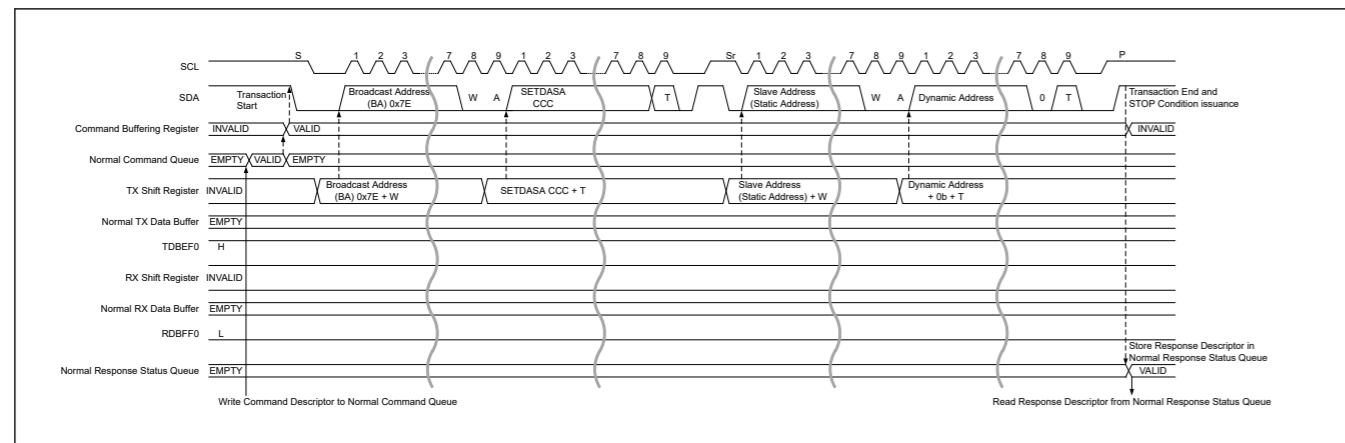 S 1 2 3 7 8 9 1 2 3 7 8 9 Sr 1 2 3 7 8 9 1 2 3 7 8 9 P
SCL
SDA
Transaction
Start
Broadcast Address
(BA) 0x7E
W A
SETDASA
CCC
T
Slave Address
(Static Address)
W A
Dynamic Address
0 T
Transaction End and
STOP Condition issuance
Command Buffering Register INVALID VALID INVALID
Normal Command Queue EMPTY VALID EMPTY
TX Shift Register INVALID
Broadcast Address
(BA) 0x7E + W
SETDASA CCC + T
Slave Address
(Static Address) + W
Dynamic Address
+ 0b + T
Normal TX Data Buffer EMPTY
TDBEF0 H
RX Shift Register INVALID
Normal RX Data Buffer EMPTY
RDBFF0 L
Store Response Descriptor in
Normal Response Status Queue
Normal Response Status Queue EMPTY VALID
Write Command Descriptor to Normal Command Queue
Read Response Descriptor from Normal Response Status Queue